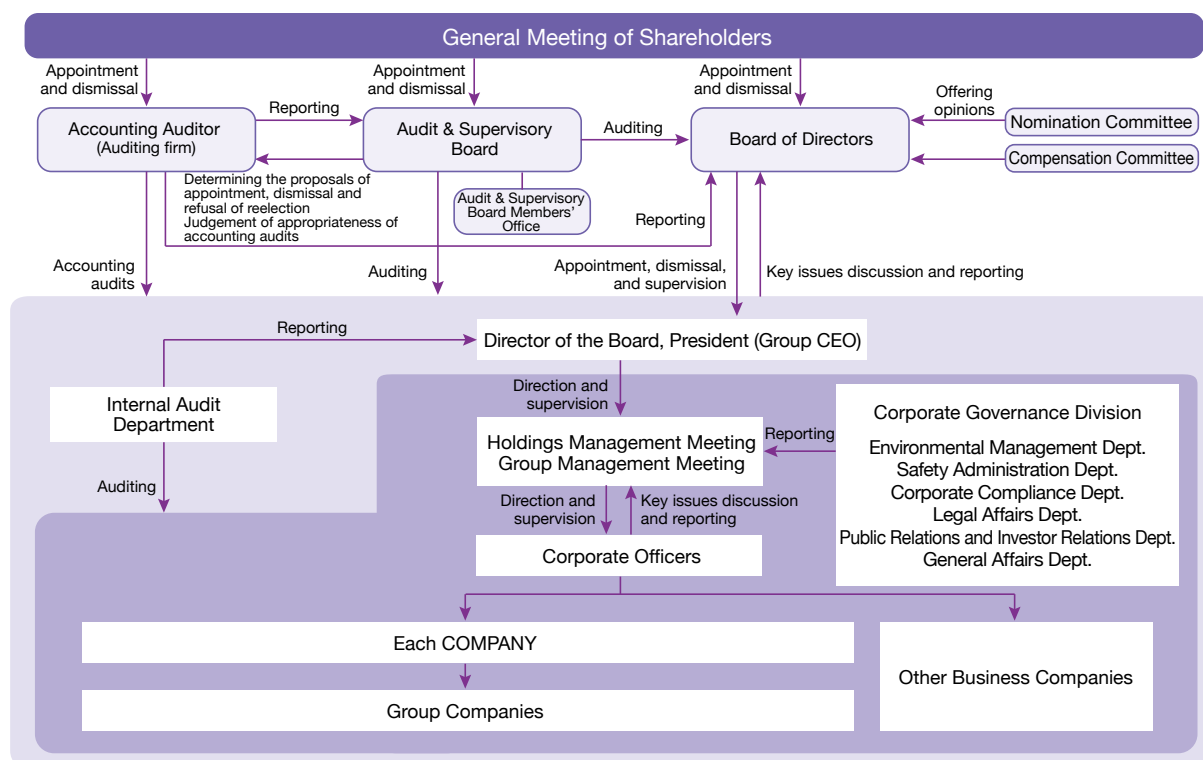 General Meeting of Shareholders
Appointment
and dismissal
Appointment
and dismissal
Appointment
and dismissal
Reporting
Offering
opinions
Accounting Auditor
(Auditing firm)
Audit & Supervisory
Board
Auditing
Board of Directors
Nomination Committee
Compensation Committee
Determining the proposals of
appointment, dismissal and
refusal of reelection
Judgement of appropriateness of
accounting audits
Audit & Supervisory
Board Members'
Office
Reporting
Accounting
audits
Auditing
Appointment, dismissal,
and supervision
Key issues discussion and reporting
Reporting
Director of the Board, President (Group CEO)
Internal Audit
Department
Direction and
supervision
Auditing
Holdings Management Meeting
Group Management Meeting
Reporting
Corporate Governance Division
Environmental Management Dept.
Safety Administration Dept.
Corporate Compliance Dept.
Legal Affairs Dept.
Public Relations and Investor Relations Dept.
General Affairs Dept.
Direction and
supervision
Key issues discussion
and reporting
Corporate Officers
Each COMPANY
Group Companies
Other Business Companies